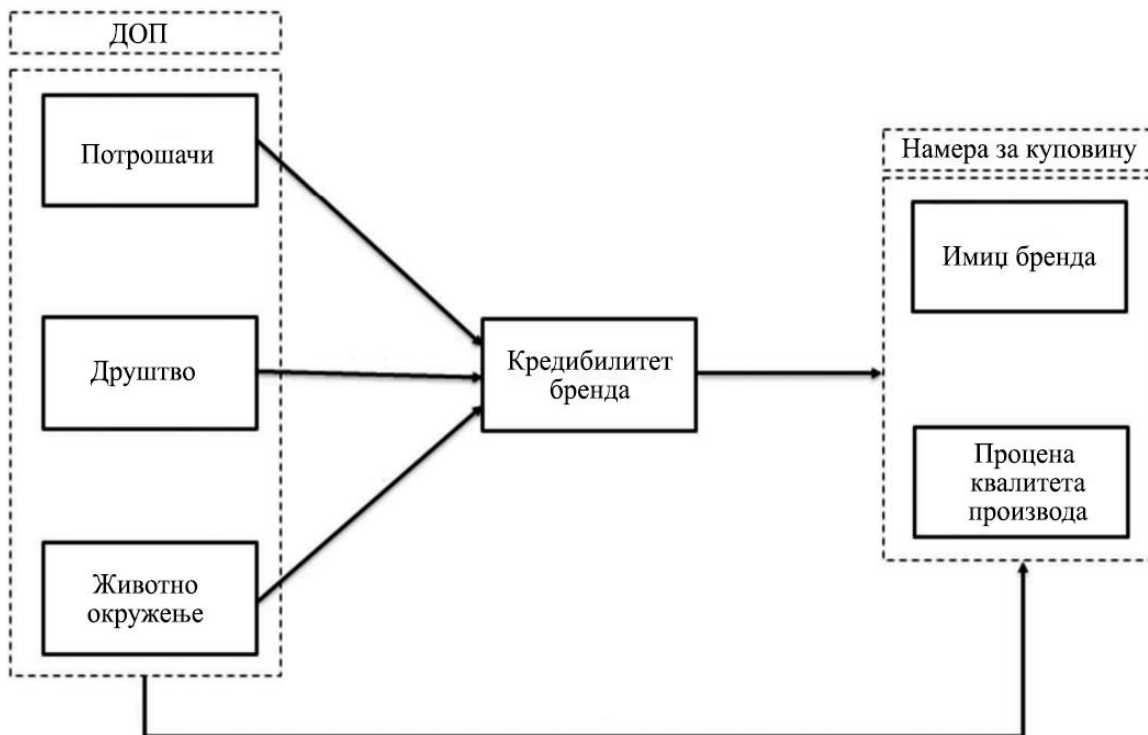 ДОП
Потрошачи
Друштво
Животно
окружење
Кредибилитет
бренда
Намера за куповину
Имиџ бренда
Процена
квалитета
производа